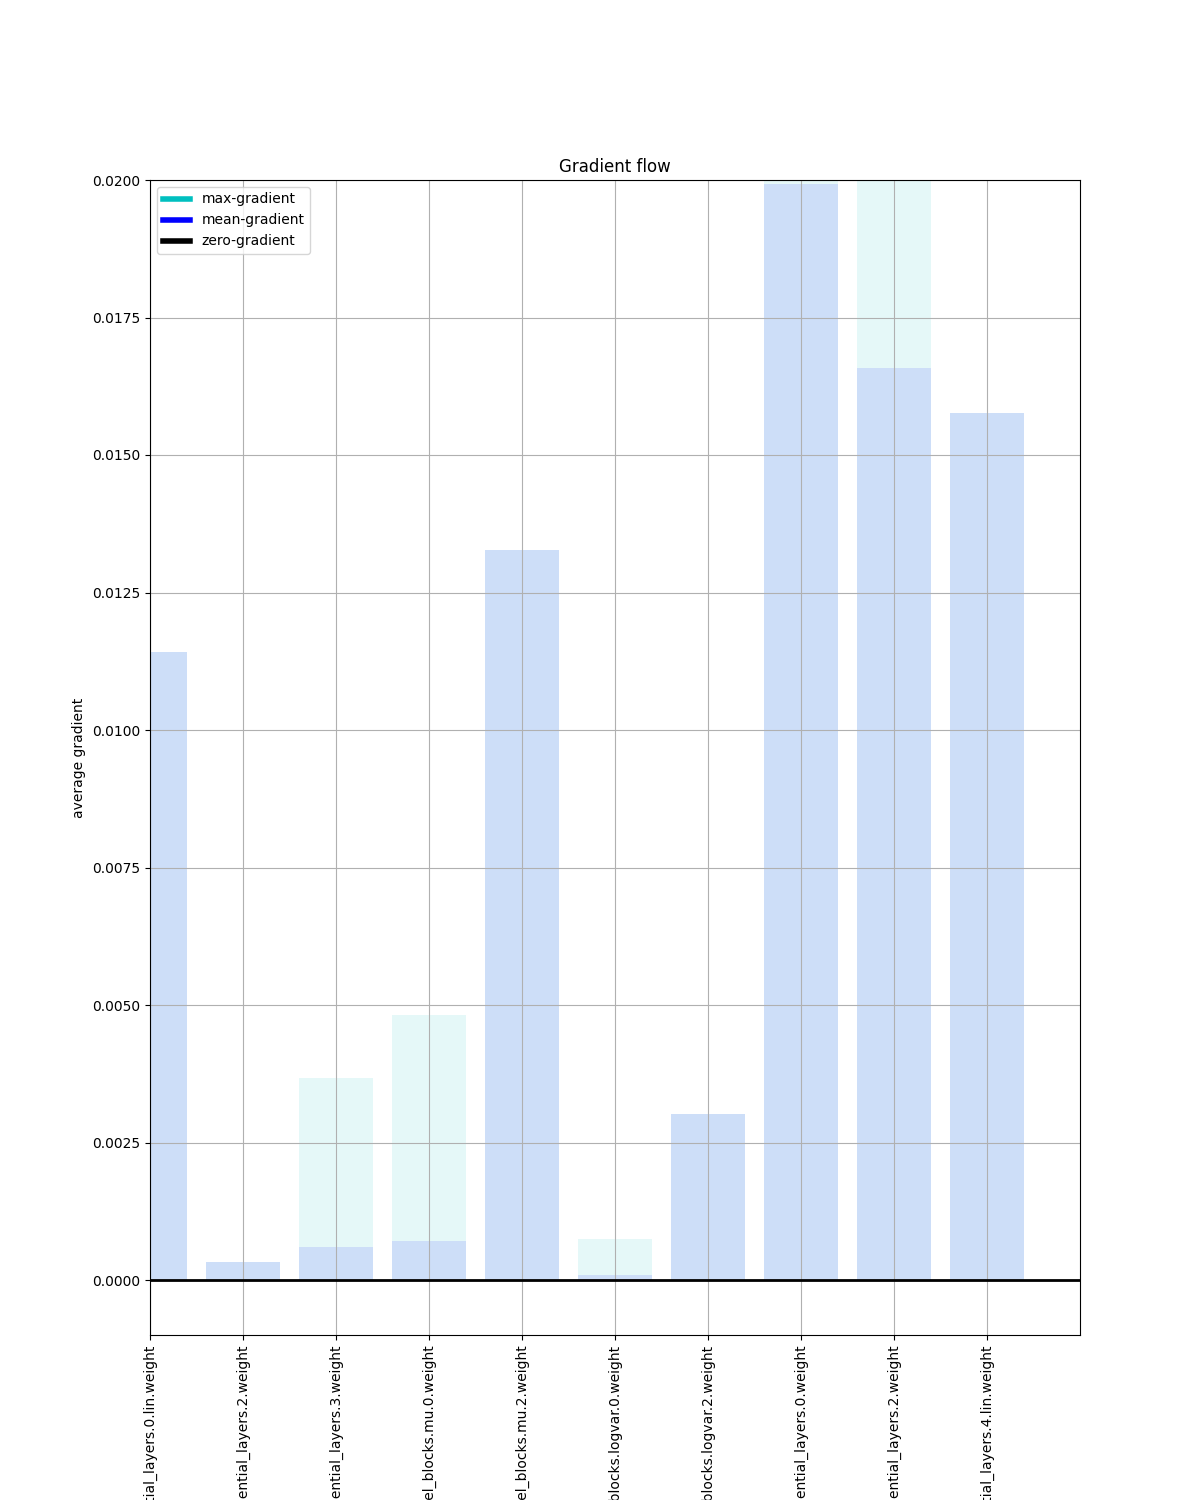 Gradient flow
max-gradient
mean-gradient
zero-gradient
0.0200
0.0175
0.0150
0.0125
0.0100
0.0075
0.0050
0.0025
0.0000
average gradient
tial_layers.0.lin.weight
ential_layers.2.weight
ential_layers.3.weight
el_blocks.mu.0.weight
el_blocks.mu.2.weight
blocks.logvar.0.weight
blocks.logvar.2.weight
ential_layers.0.weight
ential_layers.2.weight
tial_layers.4.lin.weight